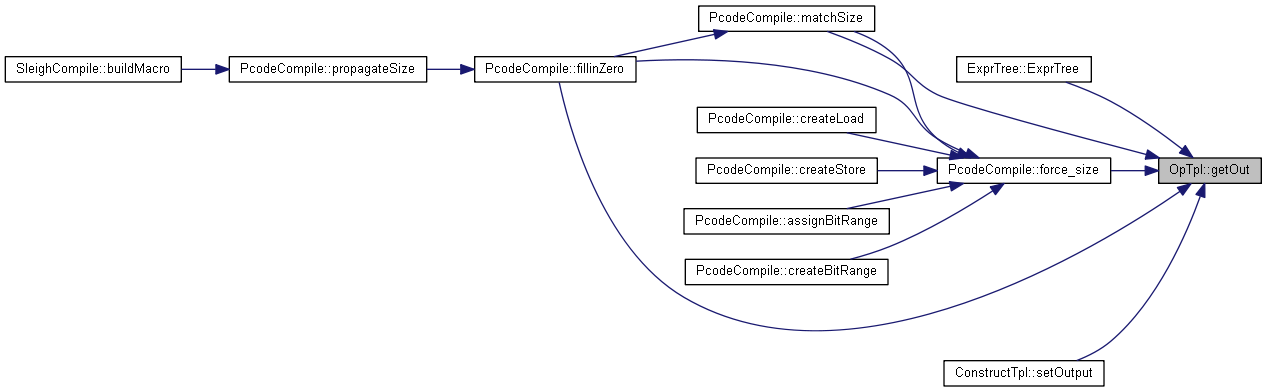 PcodeCompile::matchSize
SleighCompile::buildMacro
PcodeCompile::propagateSize
PcodeCompile::fillinZero
ExprTree::ExprTree
PcodeCompile::createLoad
PcodeCompile::createStore
PcodeCompile::force_size
OpTpl::getOut
PcodeCompile::assignBitRange
PcodeCompile::createBitRange
ConstructTpl::setOutput